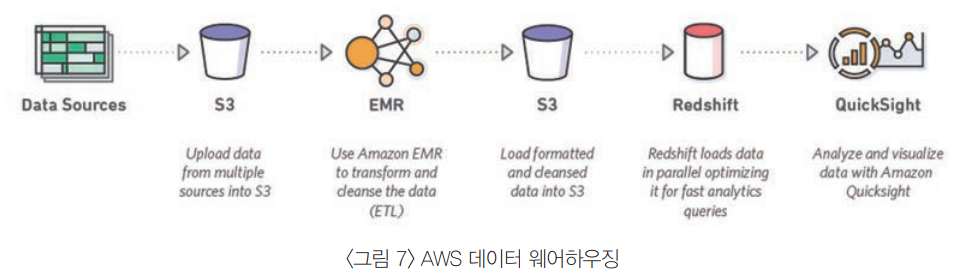 Data Sources
S3
EMR
S3
Redshift
QuickSight
Upload data
from multiple
sources into S3
Use Amazon EMR
to transform and
cleanse the data
(ETL)
Load formatted
and cleansed
data into S3
Redshift loads data
in parallel optimizing
it for fast analytics
queries
Analyze and visualize
data with Amazon
Quicksight
<그림 7> AWS 데이터 웨어하우징